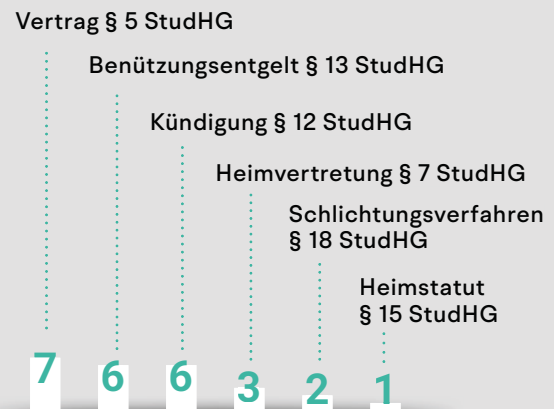 Vertrag § 5 StudHG
Benützungsentgelt § 13 StudHG
Kündigung § 12 StudHG
Heimvertretung § 7 StudHG
Schlichtungsverfahren
§ 18 StudHG
Heimstatut
§ 15 StudHG
7 6 6 3 2 1